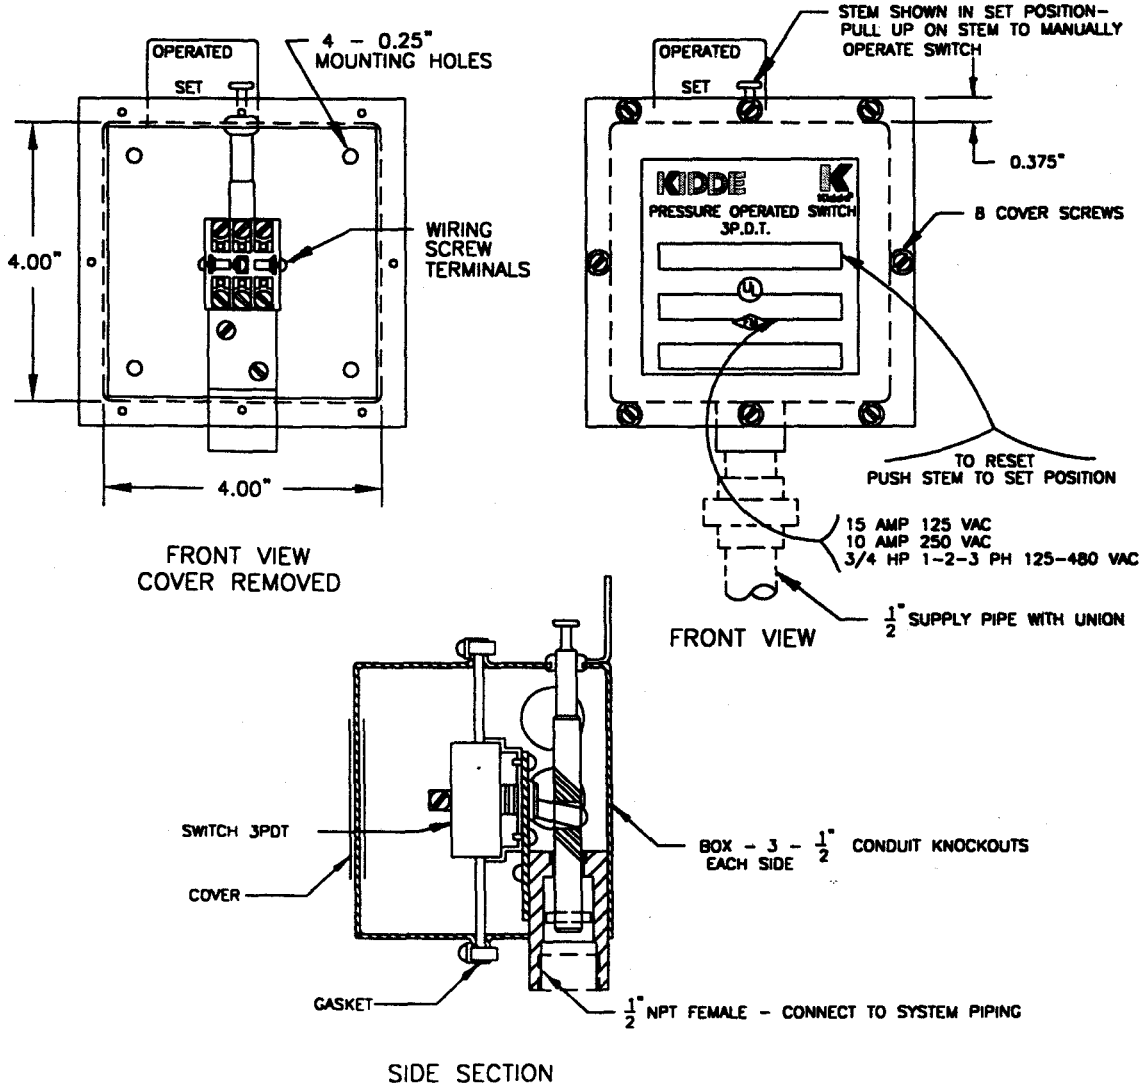 OPERATED
SET
4 - 0.25"
MOUNTING HOLES
4.00"
WIRING
SCREW
TERMINALS
4.00"
FRONT VIEW
COVER REMOVED
STEM SHOWN IN SET POSITION-
PULL UP ON STEM TO MANUALLY
OPERATE SWITCH
OPERATED
SET
0.375"
KIDDE
K
Kidde
PRESSURE OPERATED SWITCH
3P.D.T.
UL
8 COVER SCREWS
TO RESET
PUSH STEM TO SET POSITION
15 AMP 125 VAC
10 AMP 250 VAC
3/4 HP 1-2-3 PH 125-480 VAC
1/2" SUPPLY PIPE WITH UNION
FRONT VIEW
SWITCH 3PDT
COVER
GASKET
BOX - 3 - 1/2" CONDUIT KNOCKOUTS
EACH SIDE
1/2" NPT FEMALE - CONNECT TO SYSTEM PIPING
SIDE SECTION